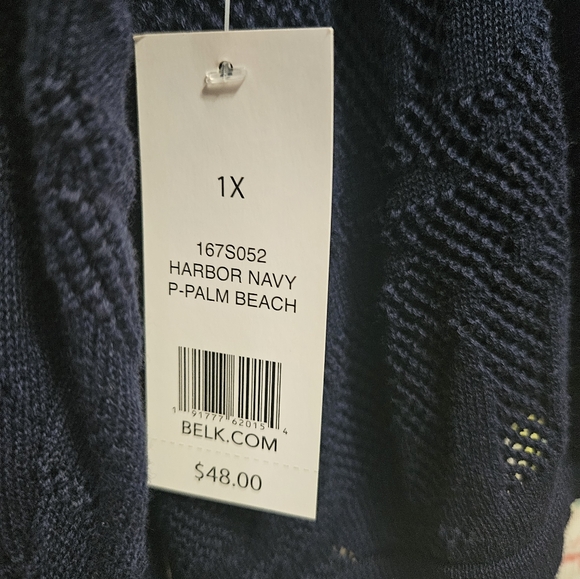 1X
167S052
HARBOR NAVY
P-PALM BEACH
1 91777 62015 4
BELK.COM
$48.00